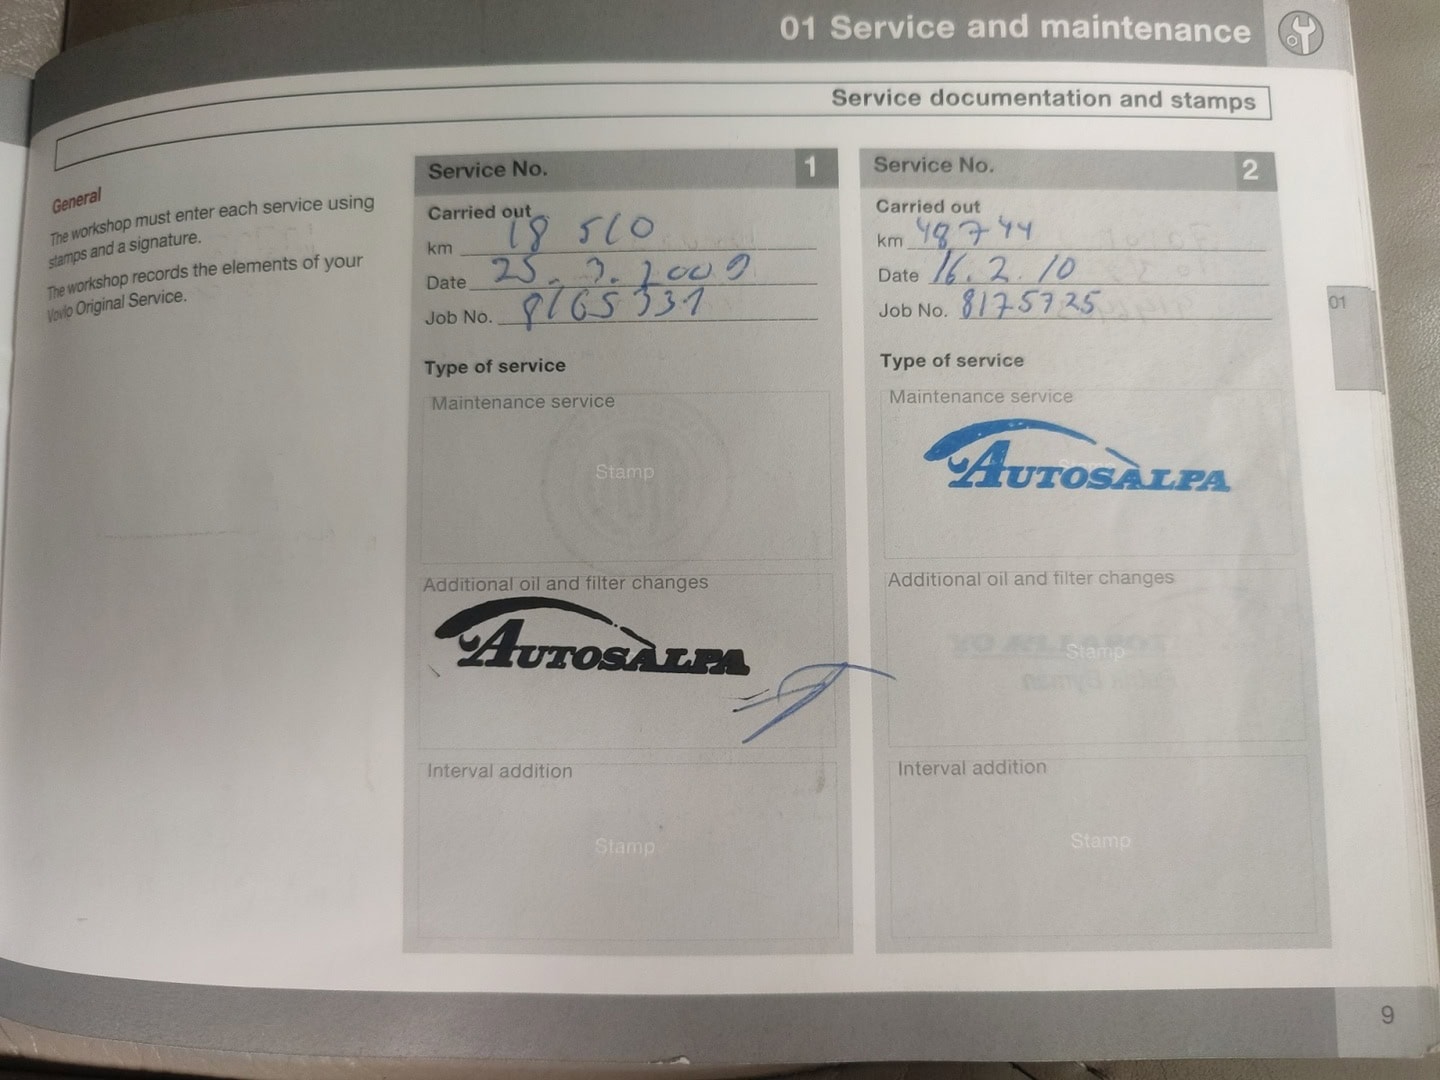 01 Service and maintenance
Service documentation and stamps
General
The workshop must enter each service using
stamps and a signature.
The workshop records the elements of your
Vovlo Original Service.
Service No. 1
Carried out
km 18 510
Date 25.3.2009
Job No. 8165331
Type of service
Maintenance service
Stamp
Additional oil and filter changes
AUTOSALPA
Interval addition
Stamp
Service No. 2
Carried out
km 48744
Date 16.2.10
Job No. 8175725
Type of service
Maintenance service
AUTOSALPA
Additional oil and filter changes
Stamp
Interval addition
Stamp
01
9